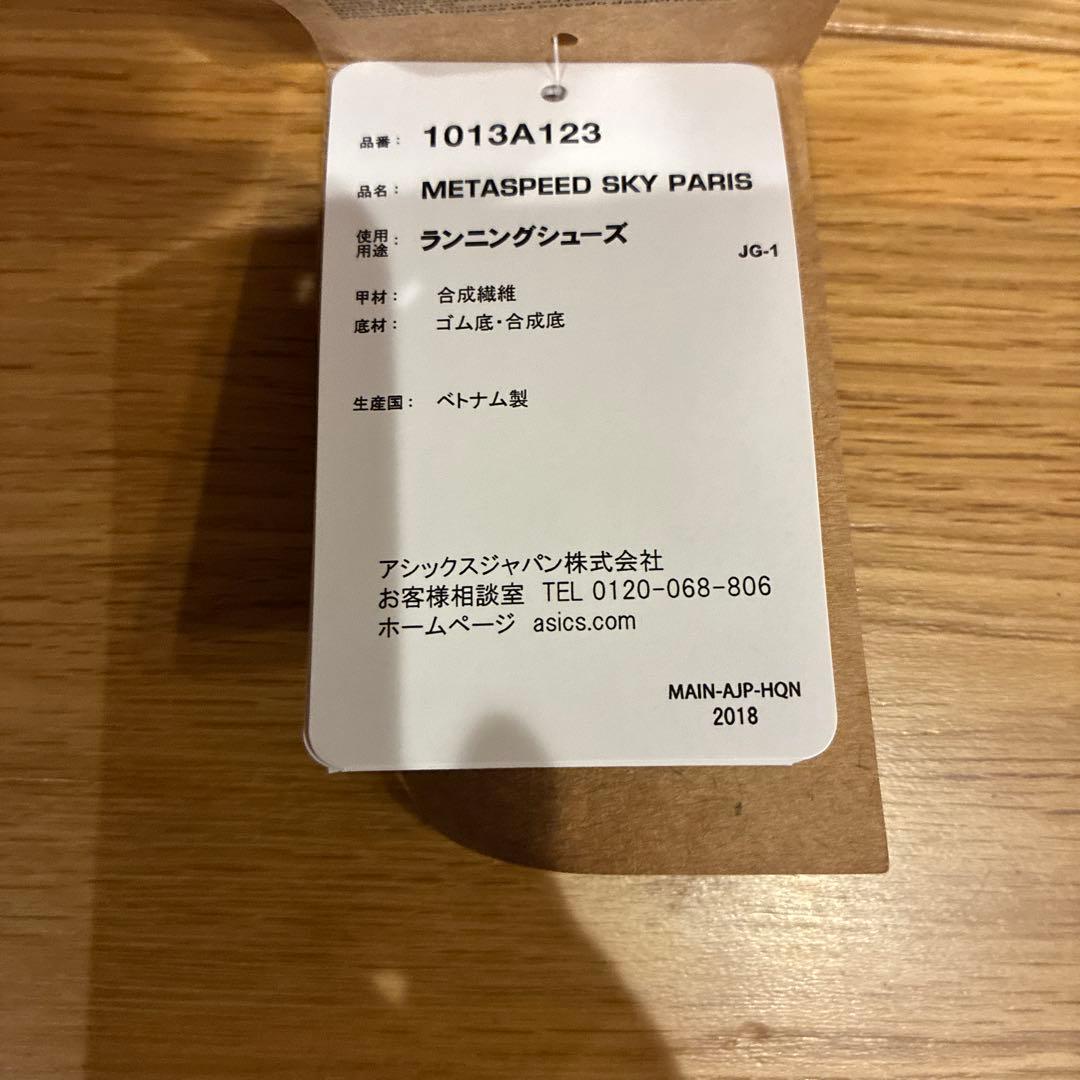 品番： 1013A123
品名： METASPEED SKY PARIS
使用用途： ランニングシューズ
JG-1
甲材： 合成繊維
底材： ゴム底・合成底
生産国： ベトナム製
アシックスジャパン株式会社
お客様相談室 TEL 0120-068-806
ホームページ asics.com
MAIN-AJP-HQN
2018